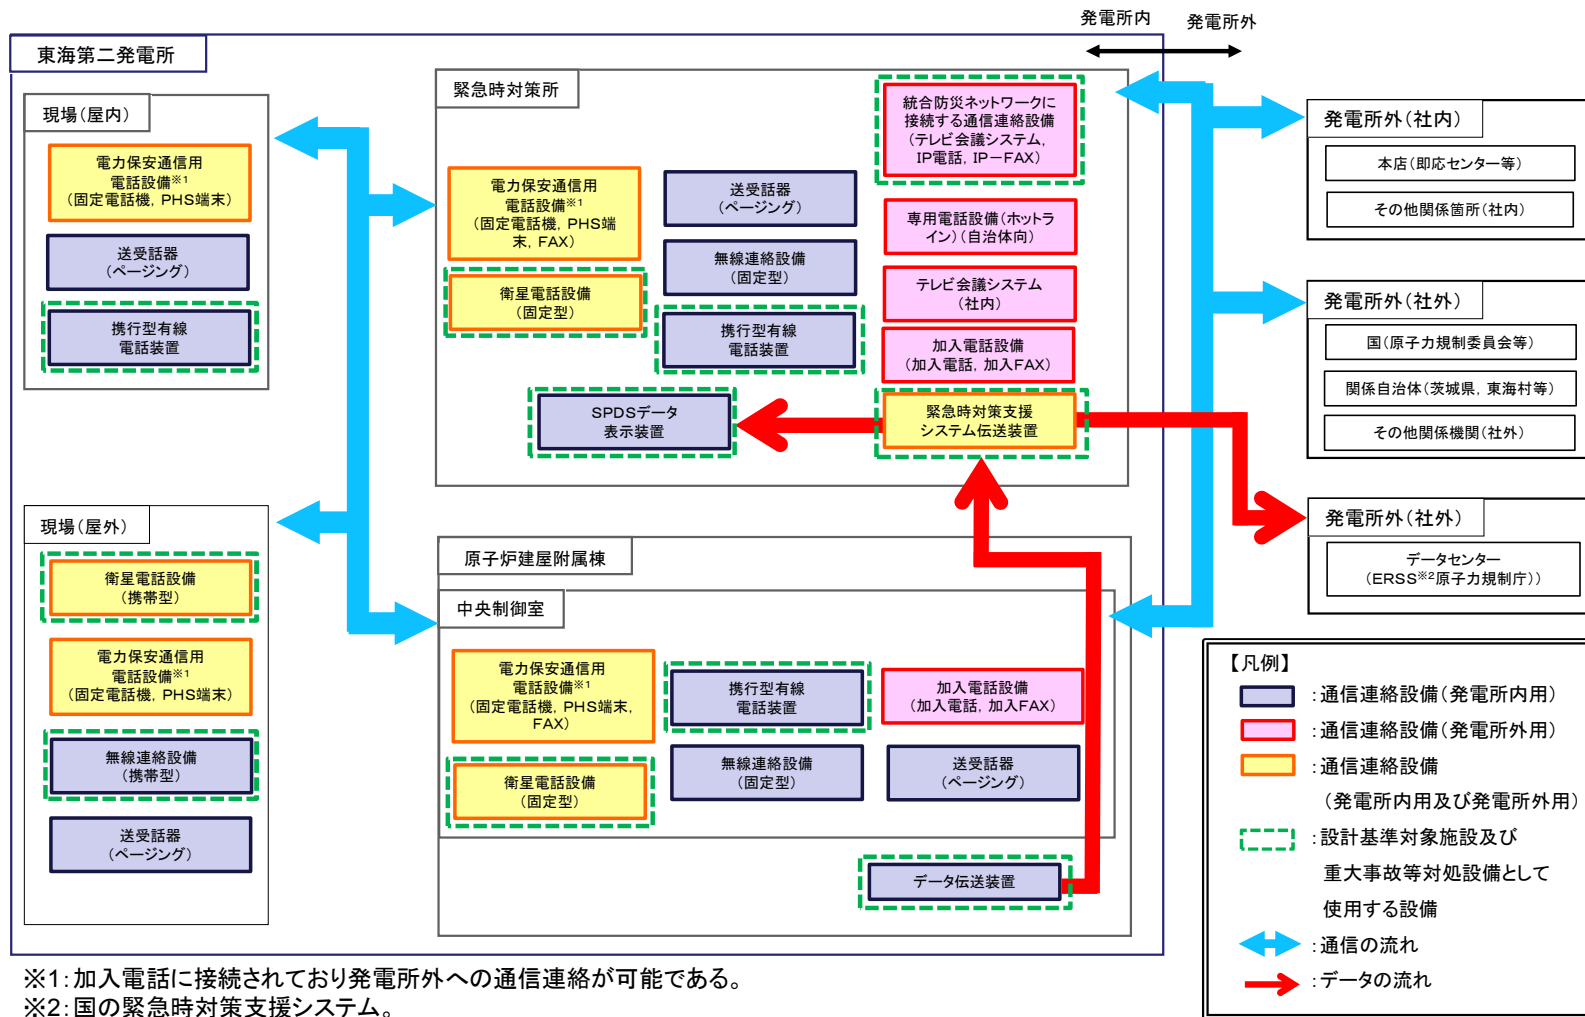 発電所内
発電所外
東海第二発電所
現場(屋内)
電力保安通信用
電話設備※1
(固定電話機, PHS端末)
送受話器
(ページング)
携行型有線
電話装置
緊急時対策所
電力保安通信用
電話設備※1
(固定電話機, PHS端
末, FAX)
衛星電話設備
(固定型)
送受話器
(ページング)
無線連絡設備
(固定型)
携行型有線
電話装置
統合防災ネットワークに
接続する通信連絡設備
(テレビ会議システム,
IP電話, IP-FAX)
専用電話設備(ホットラ
イン)(自治体向)
テレビ会議システム
(社内)
加入電話設備
(加入電話, 加入FAX)
SPDSデータ
表示装置
緊急時対策支援
システム伝送装置
発電所外(社内)
本店(即応センター等)
その他関係箇所(社内)
発電所外(社外)
国(原子力規制委員会等)
関係自治体(茨城県, 東海村等)
その他関係機関(社外)
発電所外(社外)
データセンター
(ERSS※2原子力規制庁))
現場(屋外)
衛星電話設備
(携帯型)
電力保安通信用
電話設備※1
(固定電話機, PHS端末)
無線連絡設備
(携帯型)
送受話器
(ページング)
原子炉建屋附属棟
中央制御室
電力保安通信用
電話設備※1
(固定電話機, PHS端末,
FAX)
衛星電話設備
(固定型)
携行型有線
電話装置
無線連絡設備
(固定型)
加入電話設備
(加入電話, 加入FAX)
送受話器
(ページング)
データ伝送装置
【凡例】
:通信連絡設備(発電所内用)
:通信連絡設備(発電所外用)
:通信連絡設備
(発電所内用及び発電所外用)
:設計基準対象施設及び
重大事故等対処設備として
使用する設備
:通信の流れ
:データの流れ
※1:加入電話に接続されており発電所外への通信連絡が可能である。
※2:国の緊急時対策支援システム。